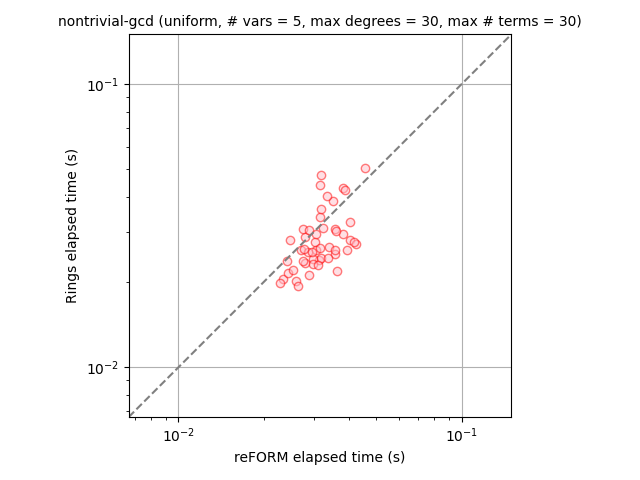 nontrivial-gcd (uniform, # vars = 5, max degrees = 30, max # terms = 30)
Rings elapsed time (s)
10⁻¹
10⁻²
10⁻²
10⁻¹
reFORM elapsed time (s)